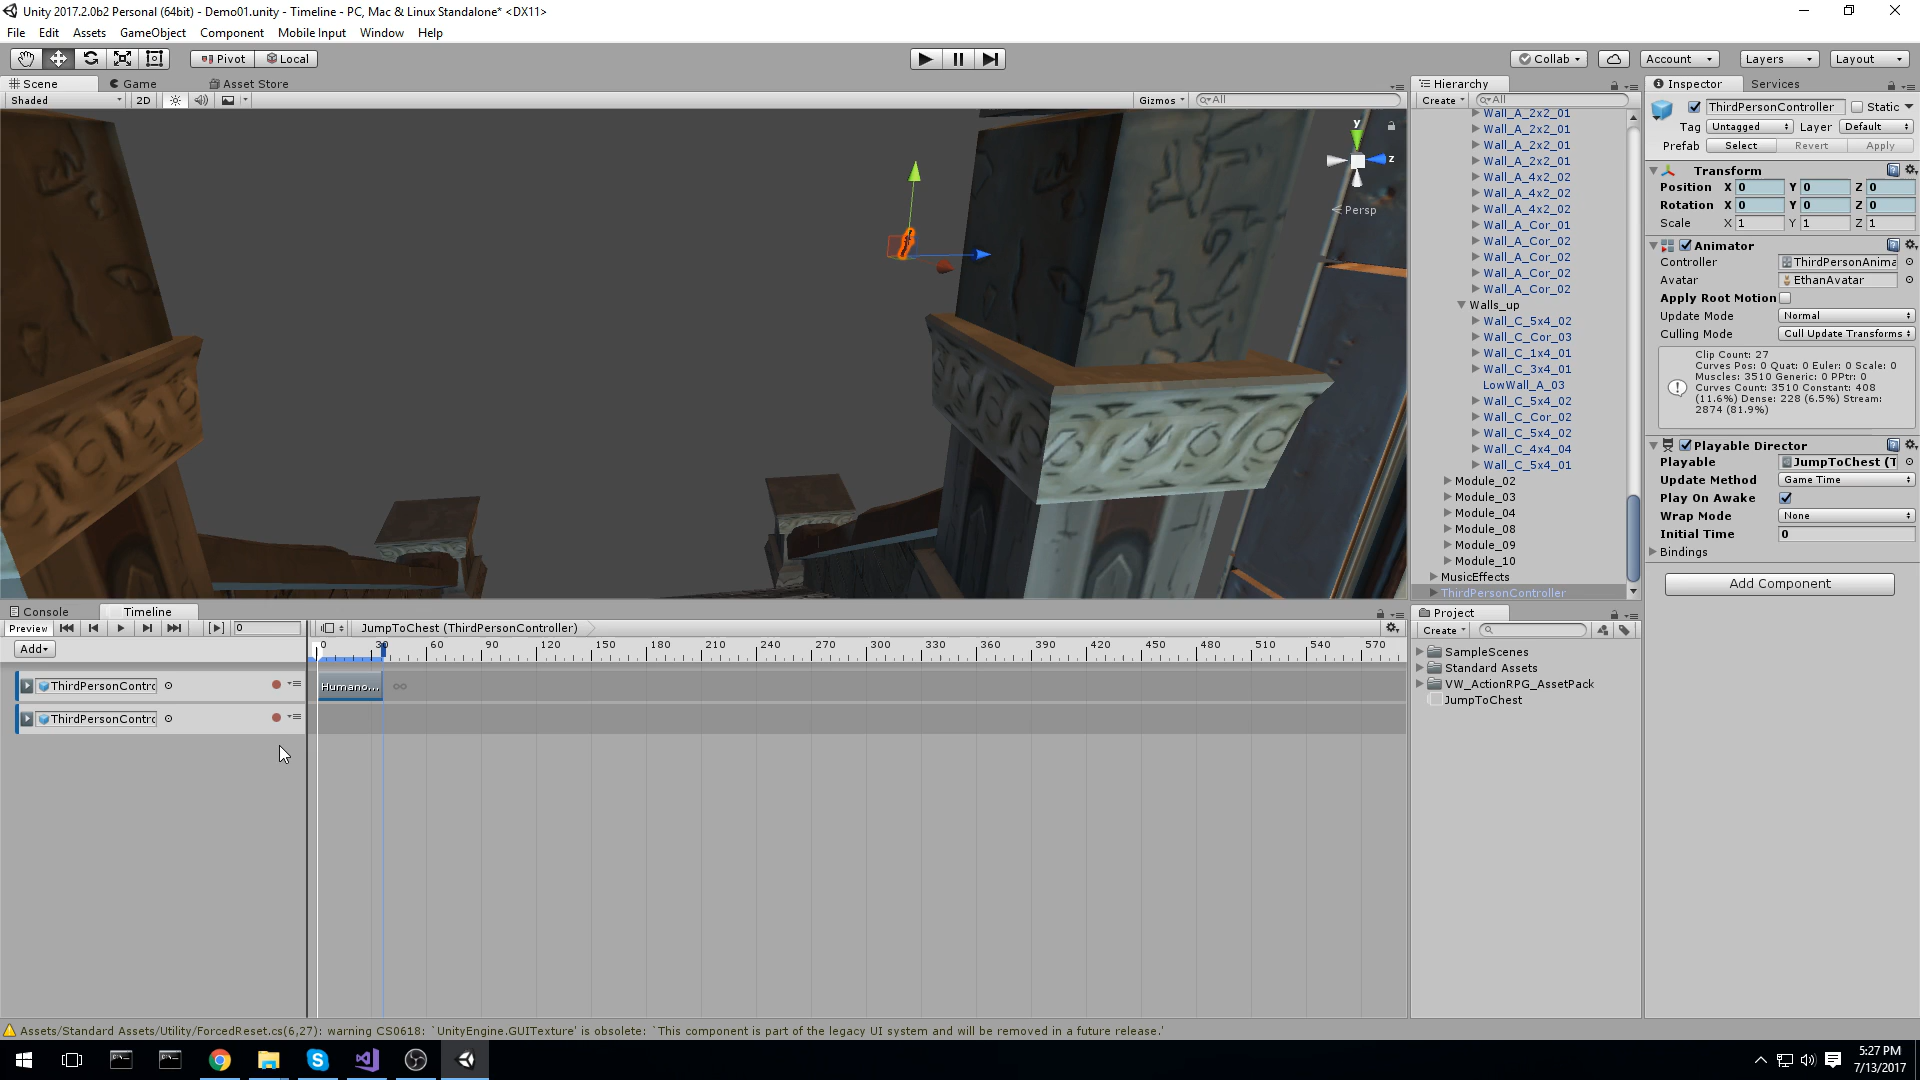 Unity 2017.2.0b2 Personal (64bit) - Demo01.unity - Timeline - PC, Mac & Linux Standalone* <DX11>
File Edit Assets GameObject Component Mobile Input Window Help
Pivot Local
Collab Account Layers Layout
Scene Game Asset Store
Shaded 2D Gizmos All
y
z
Persp
Hierarchy
Create All
Wall_A_2x2_01
Wall_A_2x2_01
Wall_A_2x2_01
Wall_A_2x2_01
Wall_A_4x2_02
Wall_A_4x2_02
Wall_A_4x2_02
Wall_A_Cor_01
Wall_A_Cor_02
Wall_A_Cor_02
Wall_A_Cor_02
Wall_A_Cor_02
Walls_up
Wall_C_5x4_02
Wall_C_Cor_03
Wall_C_1x4_01
Wall_C_3x4_01
LowWall_A_03
Wall_C_5x4_02
Wall_C_Cor_02
Wall_C_5x4_02
Wall_C_4x4_04
Wall_C_5x4_01
Module_02
Module_03
Module_04
Module_08
Module_09
Module_10
MusicEffects
ThirdPersonController
Inspector Services
ThirdPersonController Static
Tag Untagged Layer Default
Prefab Select Revert Apply
Transform
Position X 0 Y 0 Z 0
Rotation X 0 Y 0 Z 0
Scale X 1 Y 1 Z 1
Animator
Controller ThirdPersonAnima
Avatar EthanAvatar
Apply Root Motion
Update Mode Normal
Culling Mode Cull Update Transforms
Clip Count: 27
Curves Pos: 0 Quat: 0 Euler: 0 Scale: 0
Muscles: 3510 Generic: 0 PPtr: 0
Curves Count: 3510 Constant: 408
(11.6%) Dense: 228 (6.5%) Stream:
2874 (81.9%)
Playable Director
Playable JumpToChest (T
Update Method Game Time
Play On Awake
Wrap Mode None
Initial Time 0
Bindings
Add Component
Console Timeline
Preview 0 JumpToChest (ThirdPersonController)
Add
0 30 60 90 120 150 180 210 240 270 300 330 360 390 420 450 480 510 540 570
ThirdPersonContro Humano...
ThirdPersonContro
Project
Create
SampleScenes
Standard Assets
VW_ActionRPG_AssetPack
JumpToChest
Assets/Standard Assets/Utility/ForcedReset.cs(6,27): warning CS0618: `UnityEngine.GUITexture' is obsolete: `This component is part of the legacy UI system and will be removed in a future release.'
5:27 PM
7/13/2017